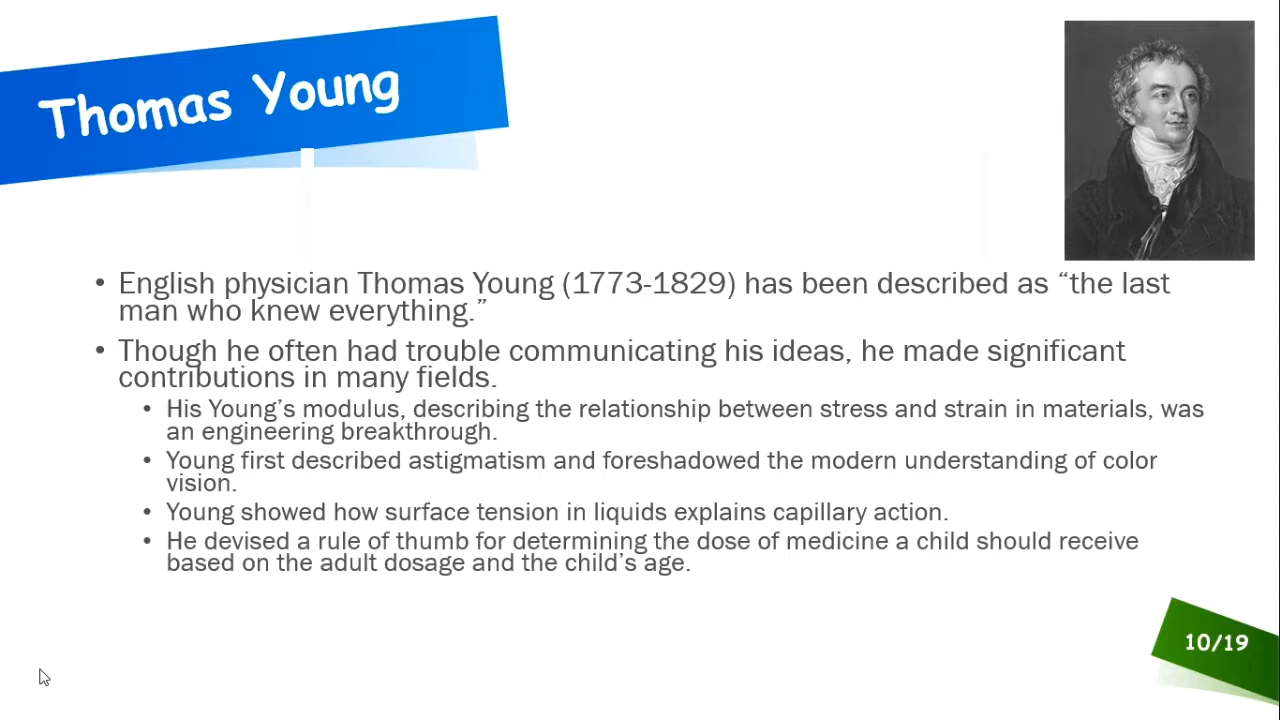 Thomas Young
• English physician Thomas Young (1773-1829) has been described as “the last
man who knew everything.”
• Though he often had trouble communicating his ideas, he made significant
contributions in many fields.
• His Young’s modulus, describing the relationship between stress and strain in materials, was
an engineering breakthrough.
• Young first described astigmatism and foreshadowed the modern understanding of color
vision.
• Young showed how surface tension in liquids explains capillary action.
• He devised a rule of thumb for determining the dose of medicine a child should receive
based on the adult dosage and the child’s age.
10/19